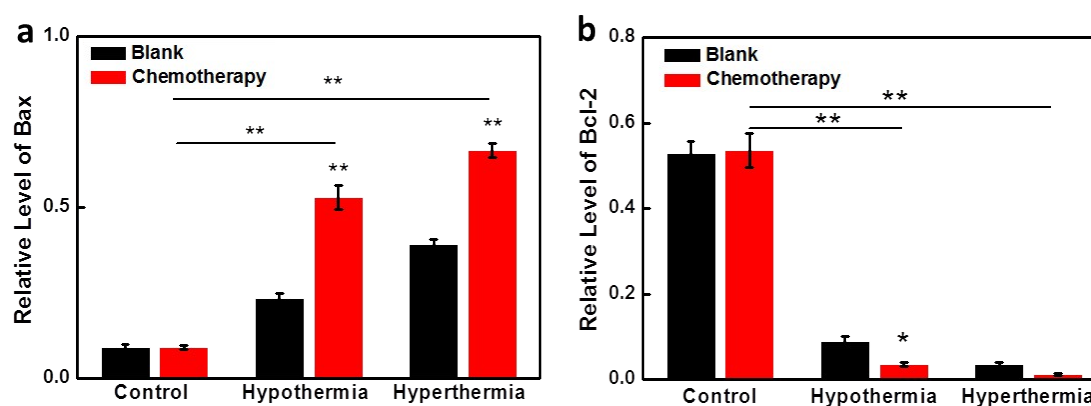 a
Relative Level of Bax
1.0
0.5
0.0
Blank
Chemotherapy
**
**
**
**
Control
Hypothermia
Hyperthermia
b
Relative Level of Bcl-2
0.8
0.6
0.4
0.2
0.0
Blank
Chemotherapy
**
**
*
Control
Hypothermia
Hyperthermia